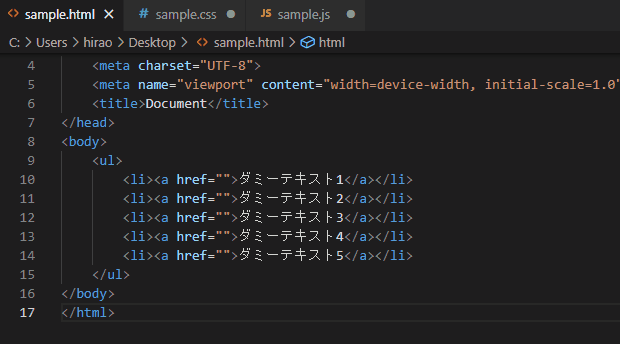 sample.html
sample.css
sample.js
C: > Users > hirao > Desktop > sample.html > html
4 <meta charset="UTF-8">
5 <meta name="viewport" content="width=device-width, initial-scale=1.0"
6 <title>Document</title>
7 </head>
8 <body>
9 <ul>
10 <li><a href="">ダミーテキスト1</a></li>
11 <li><a href="">ダミーテキスト2</a></li>
12 <li><a href="">ダミーテキスト3</a></li>
13 <li><a href="">ダミーテキスト4</a></li>
14 <li><a href="">ダミーテキスト5</a></li>
15 </ul>
16 </body>
17 </html>